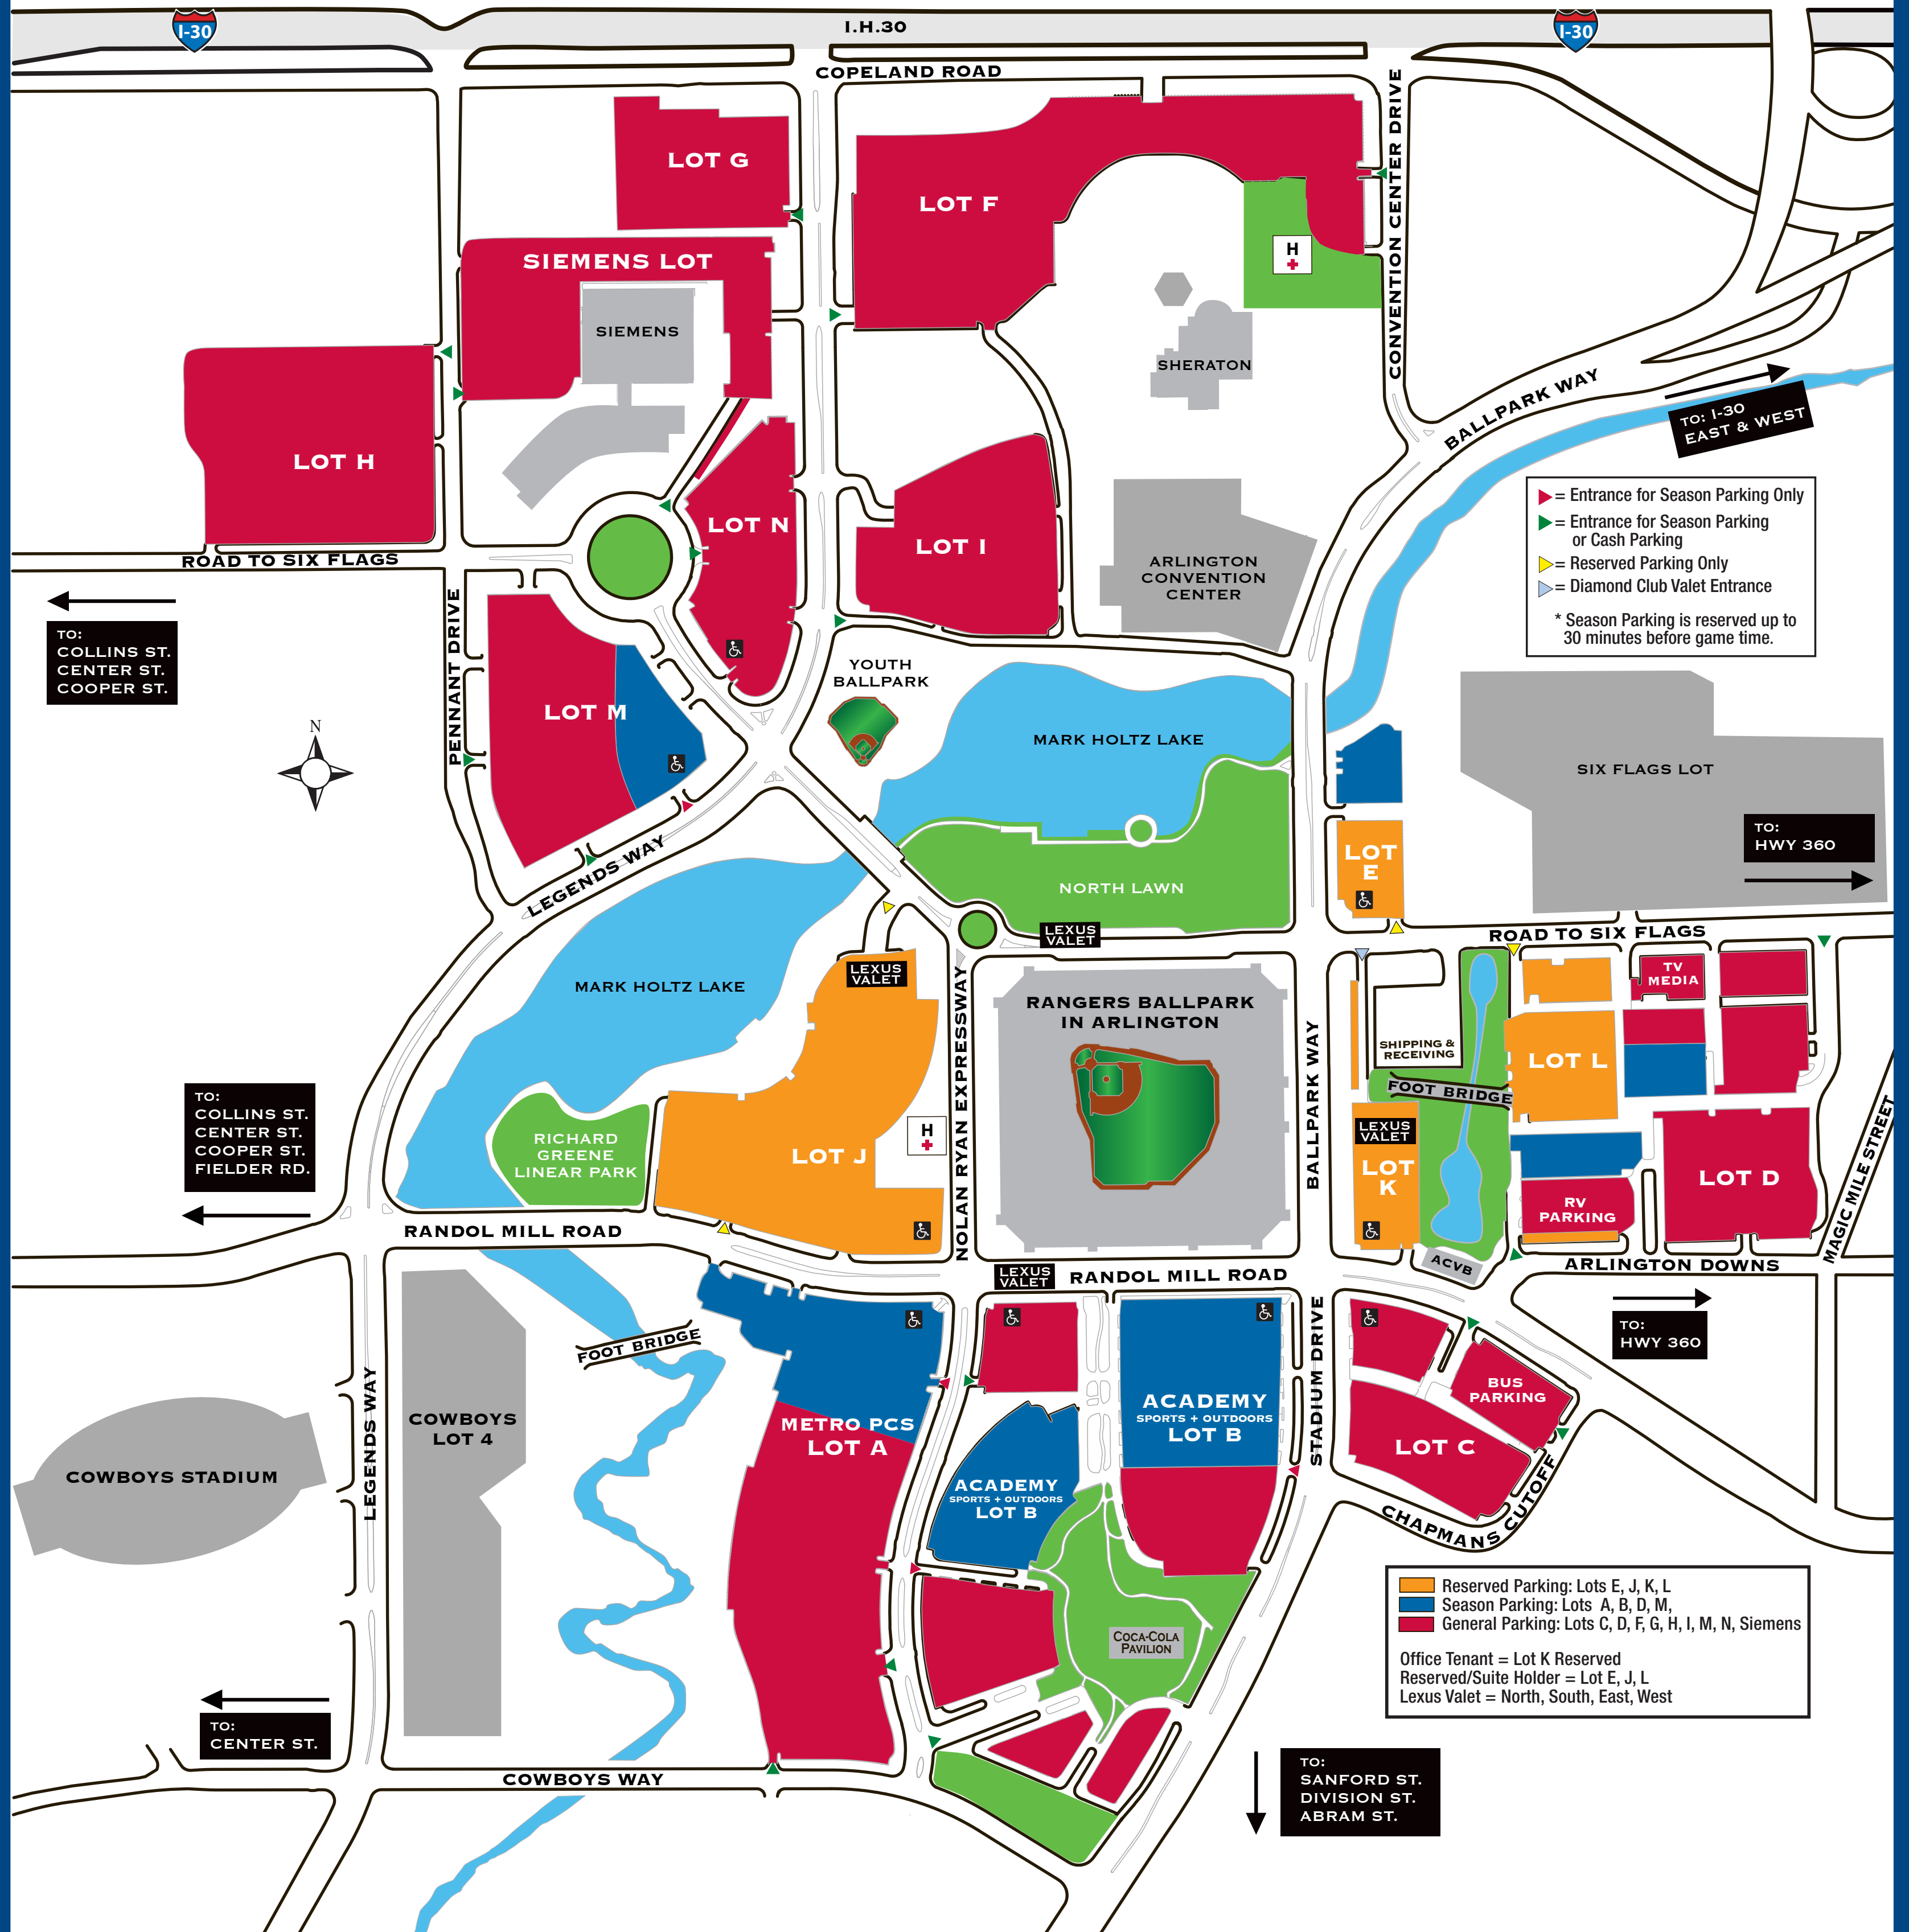 I-30
I.H.30
I-30
COPELAND ROAD
CONVENTION CENTER DRIVE
LOT G
LOT F
SIEMENS LOT
H
SIEMENS
SHERATON
BALLPARK WAY
TO: I-30
EAST & WEST
LOT H
LOT N
LOT I
= Entrance for Season Parking Only
= Entrance for Season Parking
or Cash Parking
= Reserved Parking Only
= Diamond Club Valet Entrance
* Season Parking is reserved up to
30 minutes before game time.
ROAD TO SIX FLAGS
ARLINGTON
CONVENTION
CENTER
TO:
COLLINS ST.
CENTER ST.
COOPER ST.
PENNANT DRIVE
YOUTH
BALLPARK
LOT M
N
MARK HOLTZ LAKE
SIX FLAGS LOT
TO:
HWY 360
LOT
E
LEGENDS WAY
NORTH LAWN
LEXUS
VALET
ROAD TO SIX FLAGS
LEXUS
VALET
MARK HOLTZ LAKE
NOLAN RYAN EXPRESSWAY
RANGERS BALLPARK
IN ARLINGTON
BALLPARK WAY
TV
MEDIA
SHIPPING &
RECEIVING
LOT L
FOOT BRIDGE
TO:
COLLINS ST.
CENTER ST.
COOPER ST.
FIELDER RD.
RICHARD
GREENE
LINEAR PARK
LOT J
H
LEXUS
VALET
LOT
K
LOT D
RV
PARKING
MAGIC MILE STREET
RANDOL MILL ROAD
ACVB
ARLINGTON DOWNS
LEXUS
VALET
RANDOL MILL ROAD
TO:
HWY 360
FOOT BRIDGE
STADIUM DRIVE
LEGENDS WAY
COWBOYS
LOT 4
METRO PCS
LOT A
ACADEMY
SPORTS + OUTDOORS
LOT B
BUS
PARKING
LOT C
COWBOYS STADIUM
ACADEMY
SPORTS + OUTDOORS
LOT B
CHAPMANS CUTOFF
Reserved Parking: Lots E, J, K, L
Season Parking: Lots A, B, D, M,
General Parking: Lots C, D, F, G, H, I, M, N, Siemens
Office Tenant = Lot K Reserved
Reserved/Suite Holder = Lot E, J, L
Lexus Valet = North, South, East, West
COCA-COLA
PAVILION
TO:
CENTER ST.
COWBOYS WAY
TO:
SANFORD ST.
DIVISION ST.
ABRAM ST.